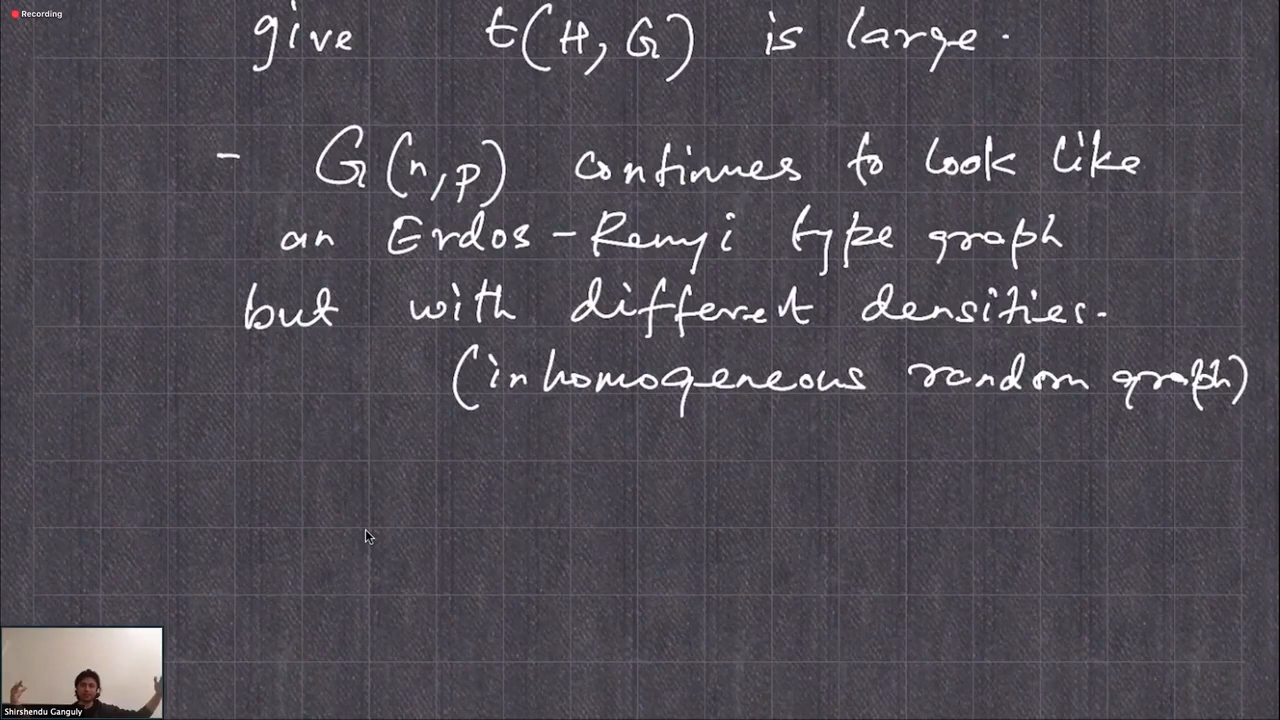 Recording
give t(H, G) is large.
- G(n,p) continues to look like
an Erdos-Renyi type graph
but with different densities.
(inhomogeneous random graph)
Shirshendu Ganguly